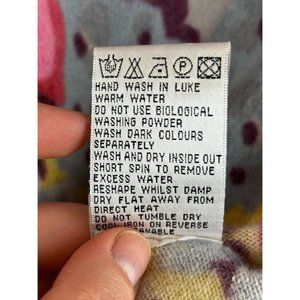 HAND WASH IN LUKE
WARM WATER
DO NOT USE BIOLOGICAL
WASHING POWDER
WASH DARK COLOURS
SEPARATELY
WASH AND DRY INSIDE OUT
SHORT SPIN TO REMOVE
EXCESS WATER
RESHAPE WHILST DAMP
DRY FLAT AWAY FROM
DIRECT HEAT
DO NOT TUMBLE DRY
COOL IRON ON REVERSE